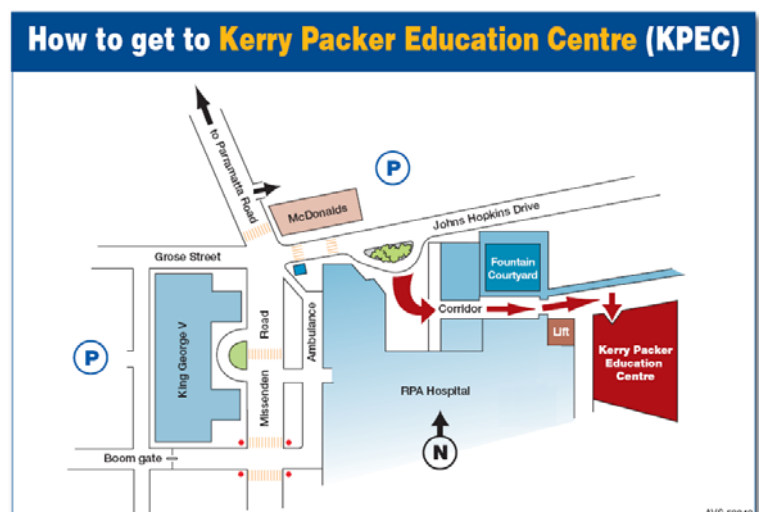 How to get to Kerry Packer Education Centre (KPEC)
to Parramatta Road
P
McDonalds
Johns Hopkins Drive
Grose Street
Fountain
Courtyard
Corridor
Lift
King George V
Road
Ambulance
P
Kerry Packer
Education
Centre
Missenden
RPA Hospital
N
Boom gate